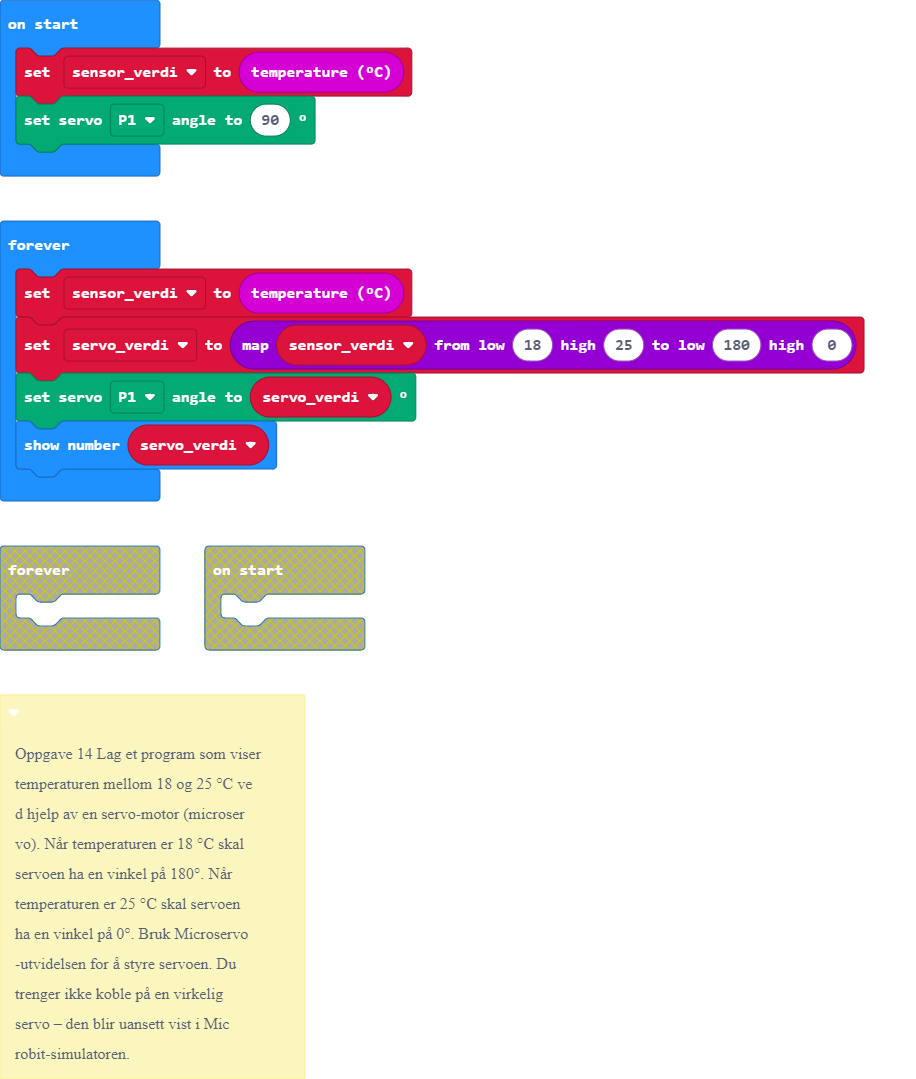 on start
set sensor_verdi to temperature (ºC)
set servo P1 angle to 90 º
forever
set sensor_verdi to temperature (ºC)
set servo_verdi to map sensor_verdi from low 18 high 25 to low 180 high 0
set servo P1 angle to servo_verdi º
show number servo_verdi
forever on start
Oppgave 14 Lag et program som viser
temperaturen mellom 18 og 25 °C ve
d hjelp av en servo-motor (microser
vo). Når temperaturen er 18 °C skal
servoen ha en vinkel på 180°. Når
temperaturen er 25 °C skal servoen
ha en vinkel på 0°. Bruk Microservo
-utvidelsen for å styre servoen. Du
trenger ikke koble på en virkelig
servo – den blir uansett vist i Mic
robit-simulatoren.